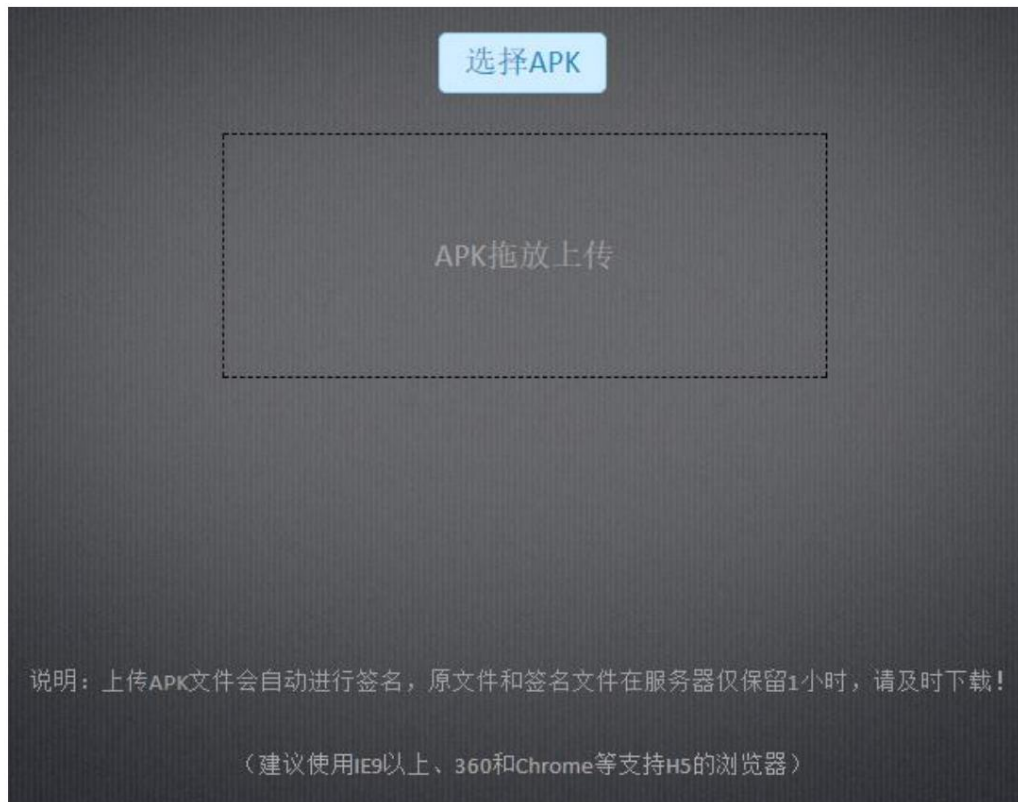 选择APK
APK拖放上传
说明：上传APK文件会自动进行签名，原文件和签名文件在服务器仅保留1小时，请及时下载！
（建议使用IE9以上、360和Chrome等支持H5的浏览器）